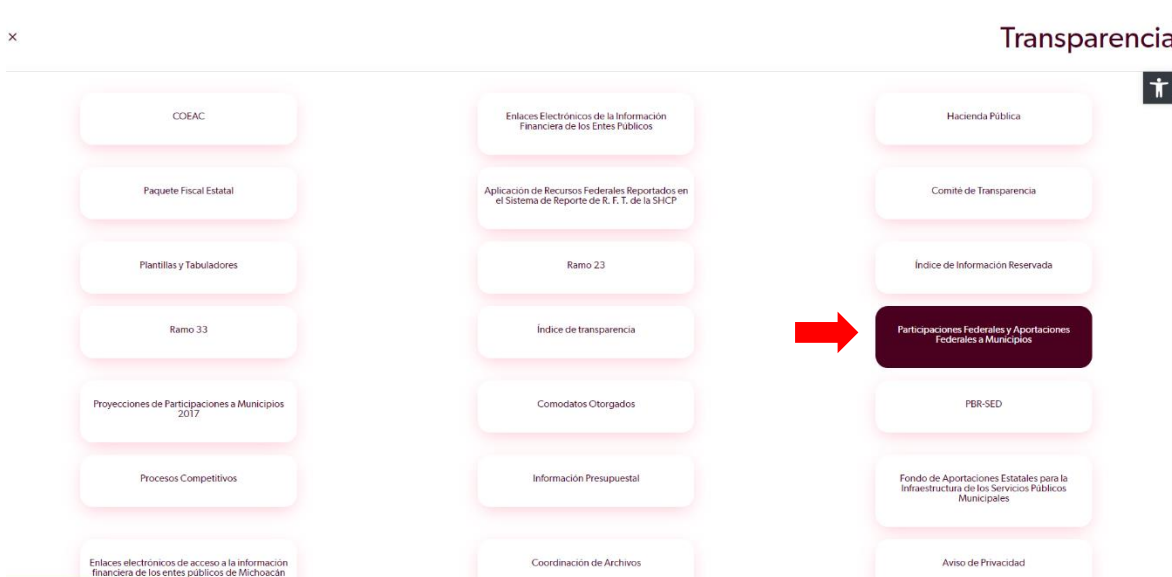 ×
Transparencia
COEAC
Enlaces Electrónicos de la Información
Financiera de los Entes Públicos
Hacienda Pública
Paquete Fiscal Estatal
Aplicación de Recursos Federales Reportados en
el Sistema de Reporte de R. F. T. de la SHCP
Comité de Transparencia
Plantillas y Tabuladores
Ramo 23
Índice de Información Reservada
Ramo 33
Índice de transparencia
Participaciones Federales y Aportaciones
Federales a Municipios
Proyecciones de Participaciones a Municipios
2017
Comodatos Otorgados
PBR-SED
Procesos Competitivos
Información Presupuestal
Fondo de Aportaciones Estatales para la
Infraestructura de los Servicios Públicos
Municipales
Enlaces electrónicos de acceso a la información
financiera de los entes públicos de Michoacán
Coordinación de Archivos
Aviso de Privacidad